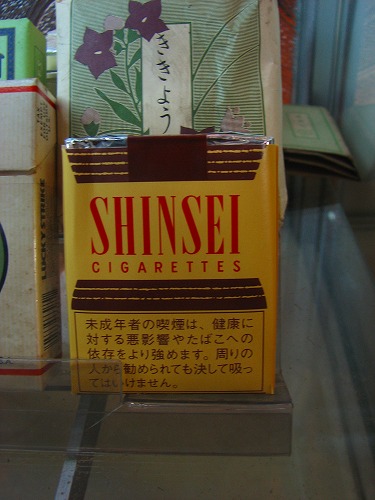 ききょう
SHINSEI
CIGARETTES
未成年者の喫煙は、健康に
対する悪影響やたばこへの
依存をより強めます。周りの
人から勧められても決して吸っ
てはいけません。
LUCKY STRIKE